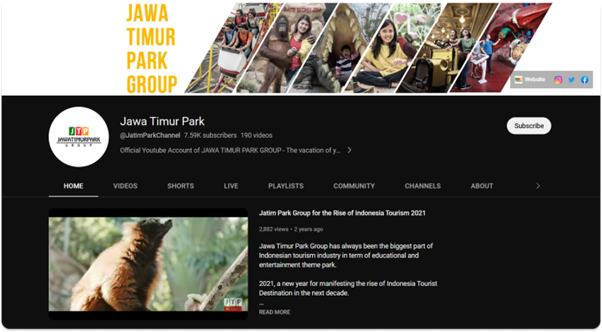 JAWA
TIMUR
PARK
GROUP
Website
JTP
JAWATIMURPARK
GROUP
Jawa Timur Park
@JatimParkChannel 7.59K subscribers 190 videos
Subscribe
Official Youtube Account of JAWA TIMUR PARK GROUP - The vacation of y...
HOME VIDEOS SHORTS LIVE PLAYLISTS COMMUNITY CHANNELS ABOUT
Jatim Park Group for the Rise of Indonesia Tourism 2021
2,882 views • 2 years ago
Jawa Timur Park Group has always been the biggest part of
Indonesian tourism industry in term of educational and
entertainment theme park.
2021, a new year for manifesting the rise of Indonesia Tourist
Destination in the next decade.
...
READ MORE